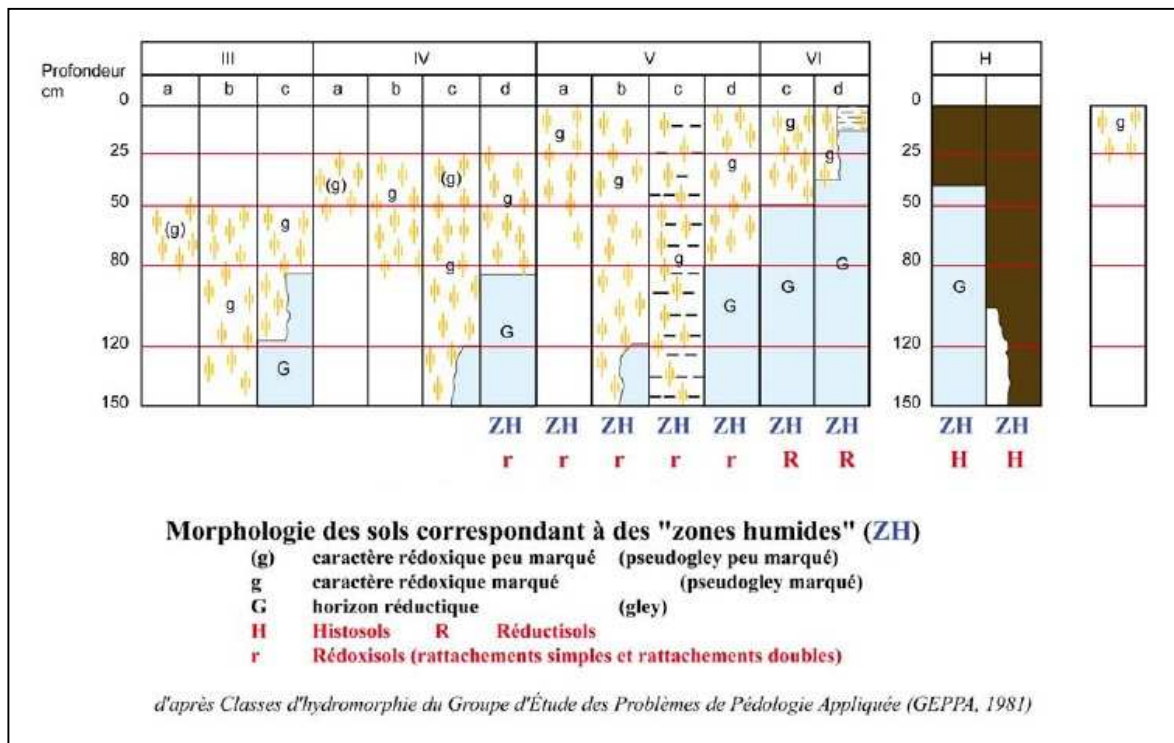 III IV V VI H
Profondeur
cm
a b c a b c d a b c d c d
0 0
g g g
g
25 25
(g) g (g) g g g
50 50
(g) g g
g g
80 80
g G G G G G
120 120
G
150 150
ZH ZH ZH ZH ZH ZH ZH ZH ZH
r r r r r R R H H
Morphologie des sols correspondant à des "zones humides" (ZH)
(g) caractère rédoxique peu marqué (pseudogley peu marqué)
g caractère rédoxique marqué (pseudogley marqué)
G horizon réductique (gley)
H Histosols R Réductisols
r Rédoxisols (rattachements simples et rattachements doubles)
d'après Classes d'hydromorphie du Groupe d'Étude des Problèmes de Pédologie Appliquée (GEPPA, 1981)